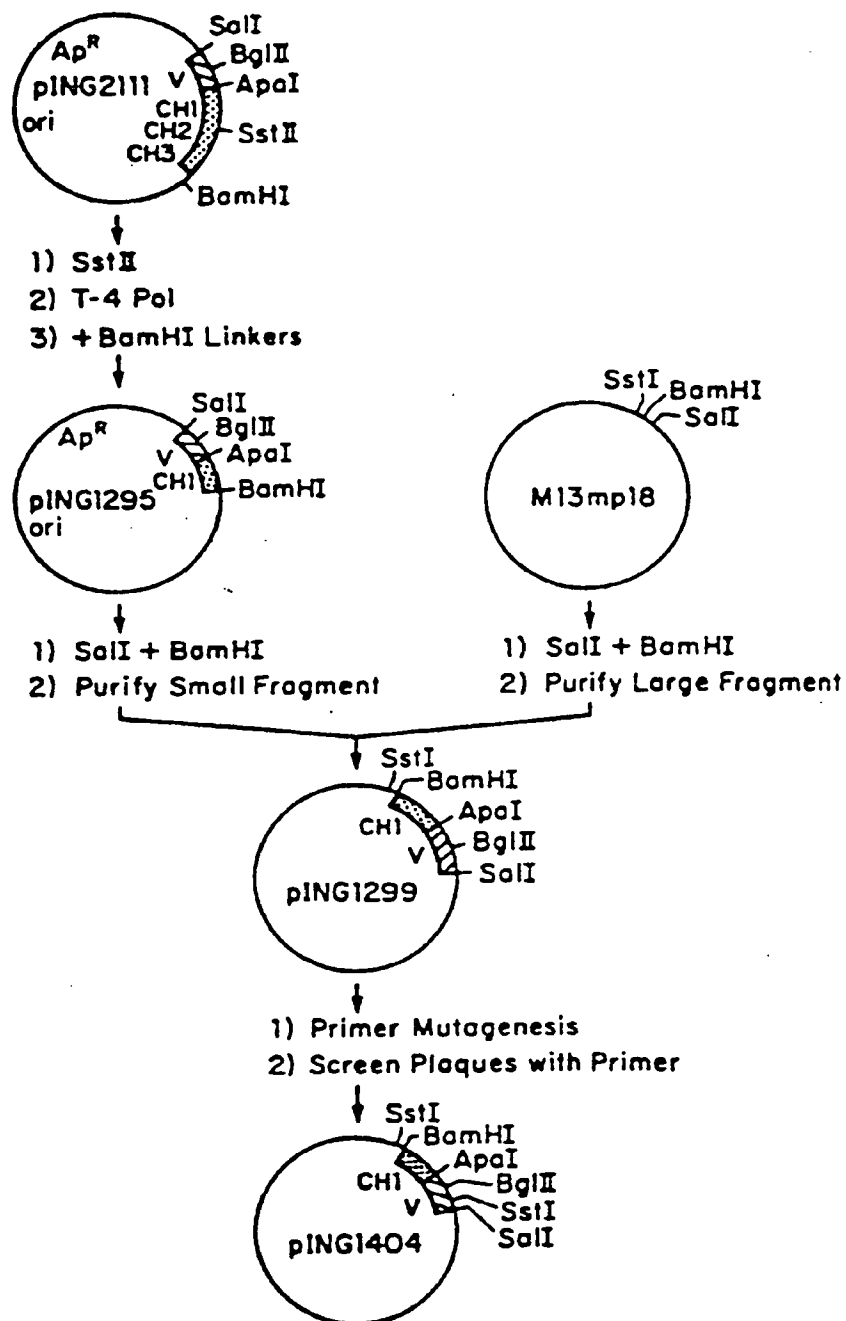 SalI
BglII
ApaI
SstII
BamHI
Ap^R
pING2111
ori
V
CH1
CH2
CH3
1) SstII
2) T-4 Pol
3) +BamHI Linkers
SalI
BglII
ApaI
BamHI
Ap^R
V
CH1
pING1295
ori
SstI
BamHI
SalI
M13mp18
1) SalI + BamHI
2) Purify Small Fragment
1) SalI + BamHI
2) Purify Large Fragment
SstI
BamHI
ApaI
BglII
SalI
CH1
V
pING1299
1) Primer Mutagenesis
2) Screen Plaques with Primer
SstI
BamHI
ApaI
BglII
SstI
SalI
CH1
V
pING1404